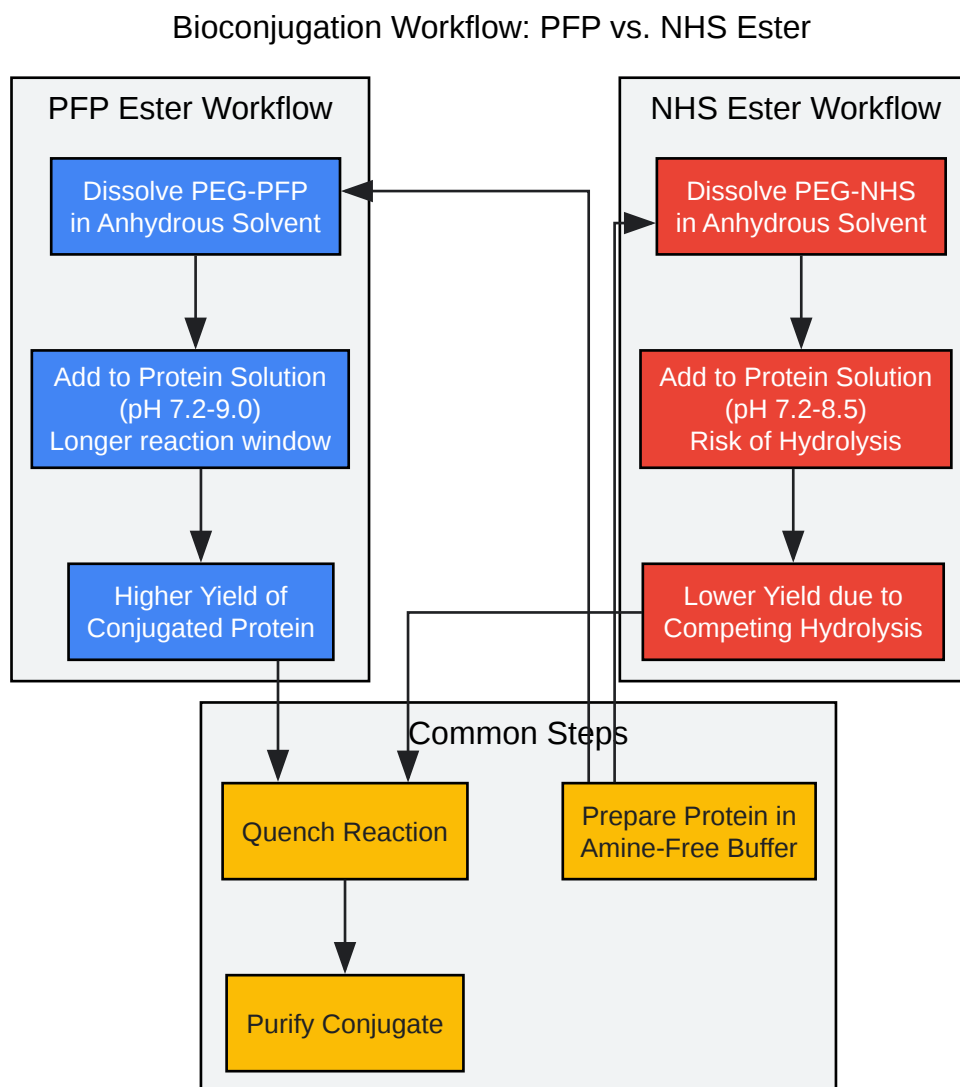 Bioconjugation Workflow: PFP vs. NHS Ester
PFP Ester Workflow
Dissolve PEG-PFP
in Anhydrous Solvent
Add to Protein Solution
(pH 7.2-9.0)
Longer reaction window
Higher Yield of
Conjugated Protein
NHS Ester Workflow
Dissolve PEG-NHS
in Anhydrous Solvent
Add to Protein Solution
(pH 7.2-8.5)
Risk of Hydrolysis
Lower Yield due to
Competing Hydrolysis
Common Steps
Quench Reaction
Prepare Protein in
Amine-Free Buffer
Purify Conjugate